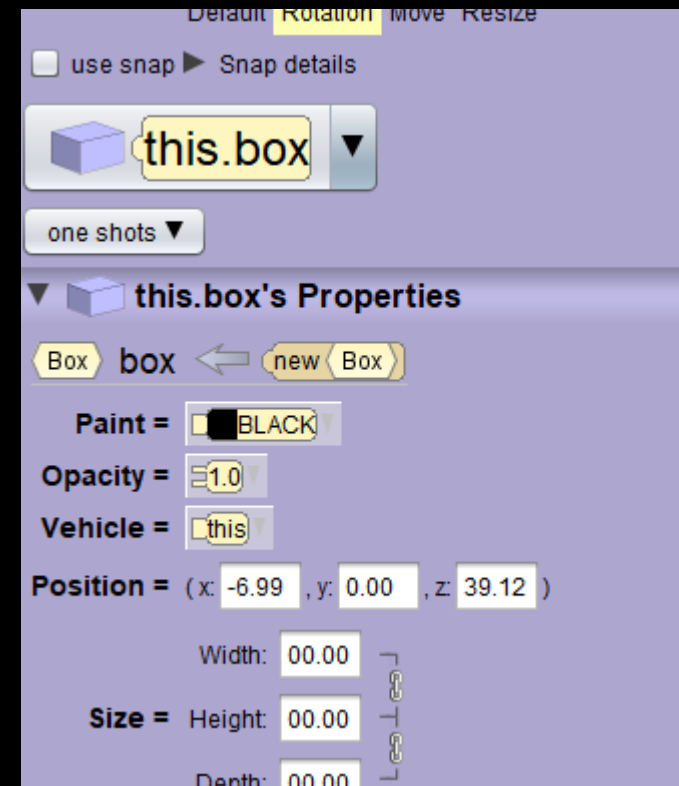 Default Rotation Move Resize
use snap ▶ Snap details
this.box ▼
one shots ▼
▼ this.box's Properties
Box box new Box
Paint = BLACK
Opacity = 1.0
Vehicle = this
Position = ( x: -6.99 , y: 0.00 , z: 39.12 )
Width: 00.00
Size = Height: 00.00
Depth: 00.00